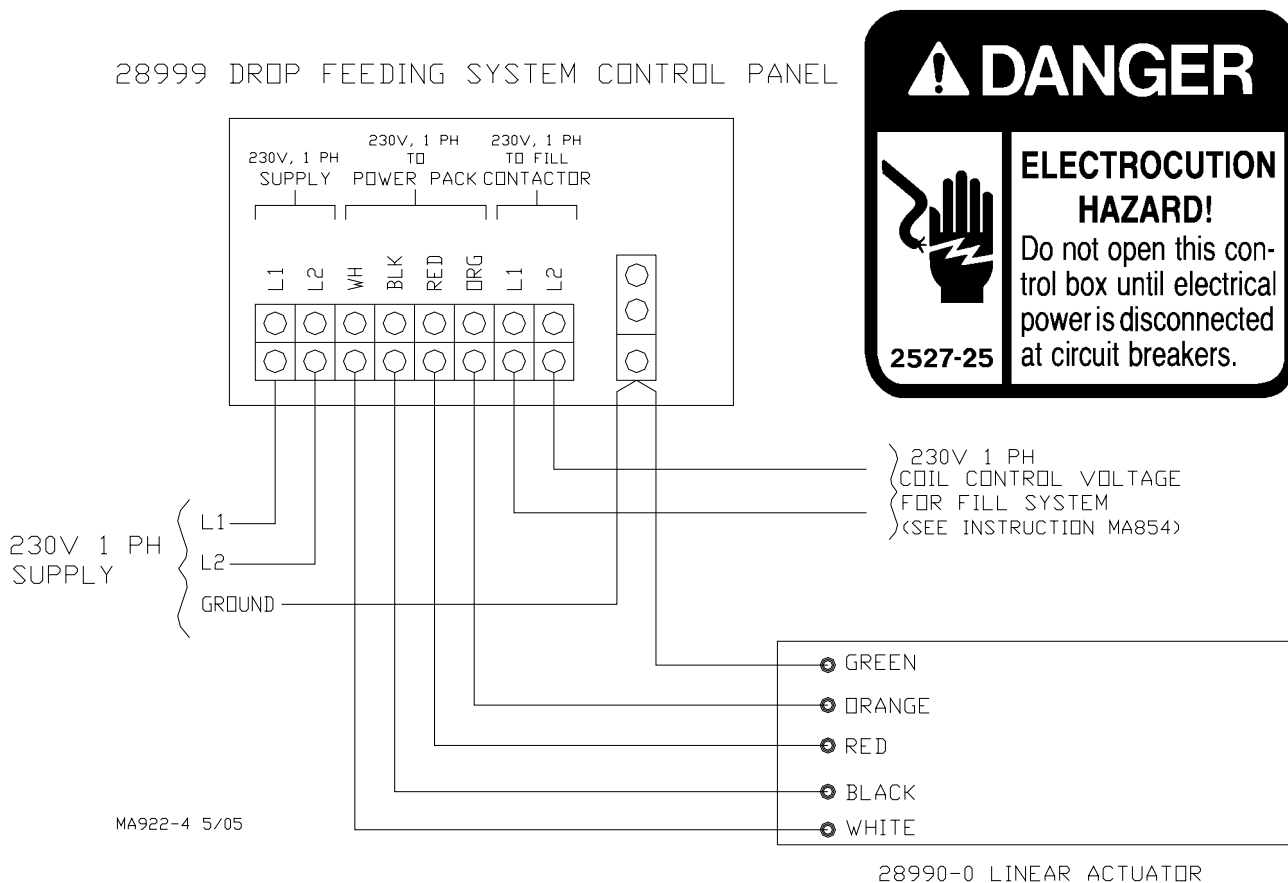 28999 DROP FEEDING SYSTEM CONTROL PANEL
230V, 1 PH
SUPPLY
230V, 1 PH
TO
POWER PACK
230V, 1 PH
TO FILL
CONTACTOR
L1
L2
WH
BLK
RED
ORG
L1
L2
DANGER
ELECTROCUTION
HAZARD!
Do not open this con-
trol box until electrical
power is disconnected
at circuit breakers.
2527-25
230V 1 PH
COIL CONTROL VOLTAGE
FOR FILL SYSTEM
(SEE INSTRUCTION MA854)
230V 1 PH
SUPPLY
L1
L2
GROUND
GREEN
ORANGE
RED
BLACK
WHITE
MA922-4 5/05
28990-0 LINEAR ACTUATOR